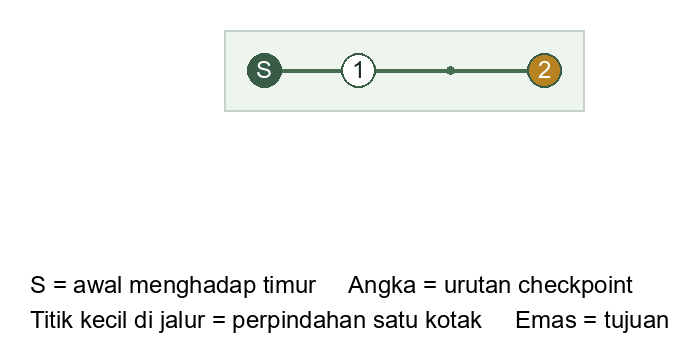 S 1 2
S = awal menghadap timur Angka = urutan checkpoint
Titik kecil di jalur = perpindahan satu kotak Emas = tujuan